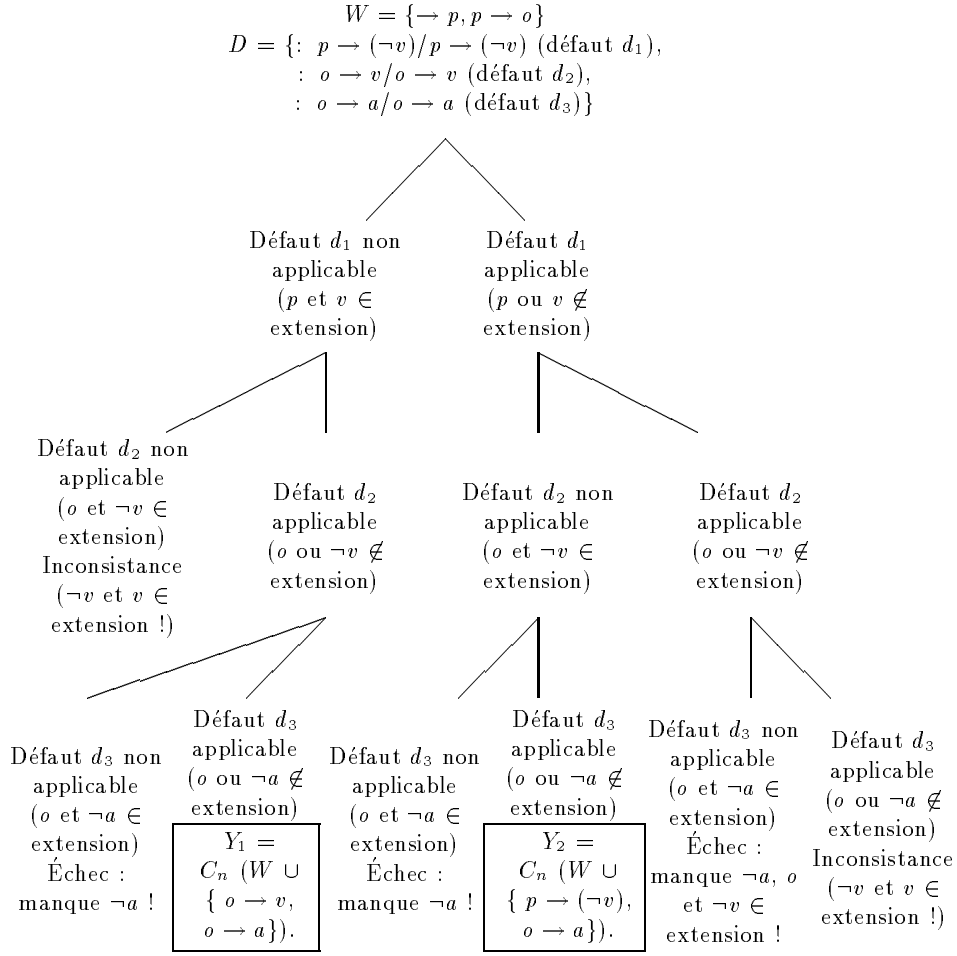 W = {→ p, p → o}
D = {: p → (¬v)/p → (¬v) (défaut d₁),
: o → v/o → v (défaut d₂),
: o → a/o → a (défaut d₃)}
Défaut d₁ non
applicable
(p et v ∈
extension)
Défaut d₁
applicable
(p ou v ∉
extension)
Défaut d₂ non
applicable
(o et ¬v ∈
extension)
Inconsistance
(¬v et v ∈
extension !)
Défaut d₂
applicable
(o ou ¬v ∉
extension)
Défaut d₂ non
applicable
(o et ¬v ∈
extension)
Défaut d₂
applicable
(o ou ¬v ∉
extension)
Défaut d₃ non
applicable
(o et ¬a ∈
extension)
Échec :
manque ¬a !
Défaut d₃
applicable
(o ou ¬a ∉
extension)
Y₁ =
Cₙ (W ∪
{ o → v,
o → a}).
Défaut d₃ non
applicable
(o et ¬a ∈
extension)
Échec :
manque ¬a !
Défaut d₃
applicable
(o ou ¬a ∉
extension)
Y₂ =
Cₙ (W ∪
{ p → (¬v),
o → a}).
Défaut d₃ non
applicable
(o et ¬a ∈
extension)
Échec :
manque ¬a, o
et ¬v ∈
extension !
Défaut d₃
applicable
(o ou ¬a ∉
extension)
Inconsistance
(¬v et v ∈
extension !)